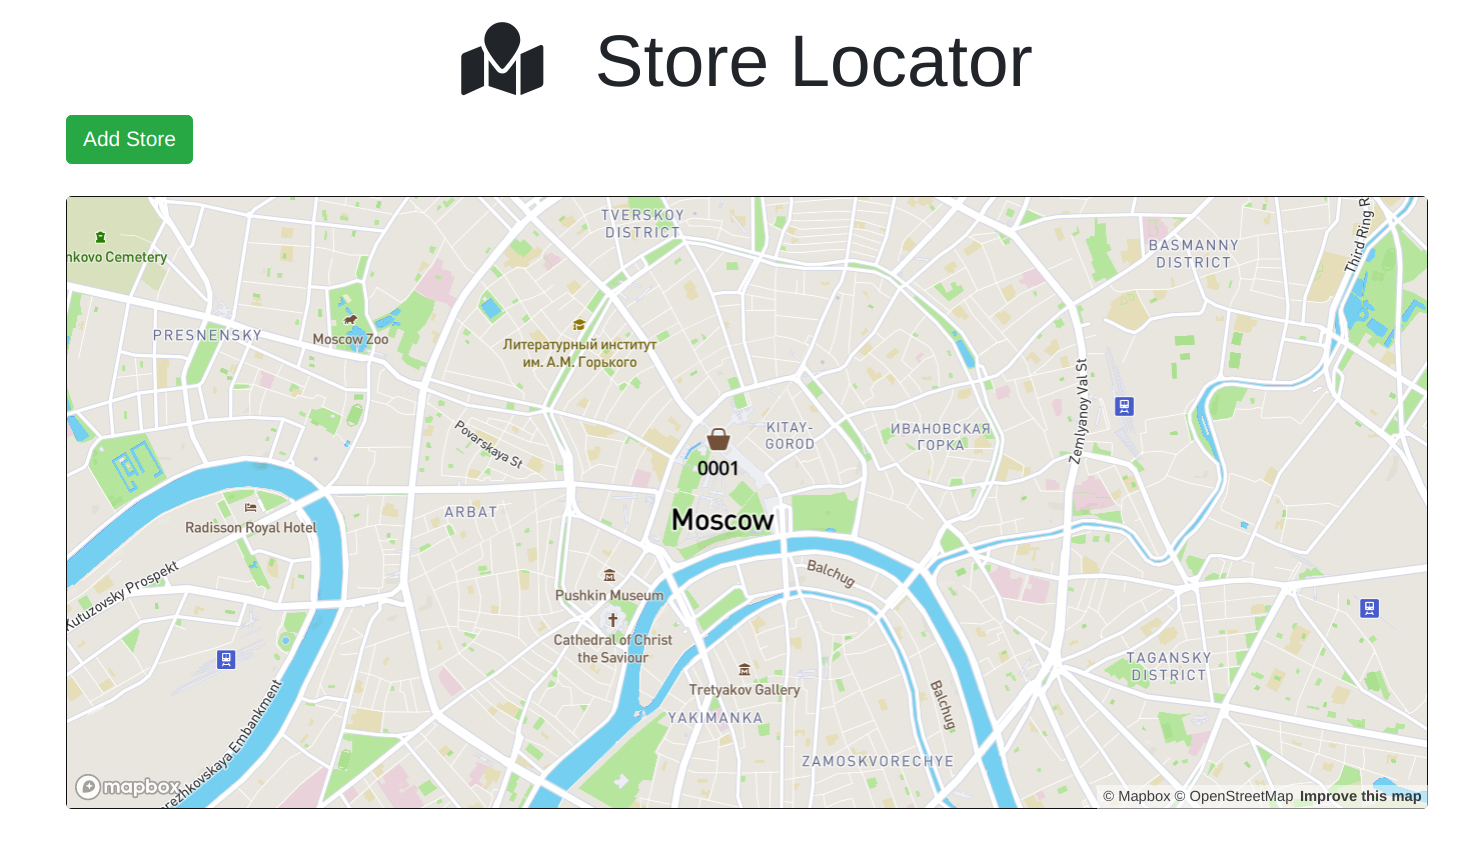 Store Locator
Add Store
TVERSKOY
DISTRICT
BASMANNY
DISTRICT
Third Ring R
nkovo Cemetery
PRESNENSKY
Moscow Zoo
Литературный институт
им. А.М. Горького
Zemlyanoy Val St
Povarskaya St
KITAY-
GOROD
ИВАНОВСКАЯ
ГОРКА
0001
ARBAT
Moscow
Radisson Royal Hotel
Kutuzovsky Prospekt
Balchug
Pushkin Museum
Cathedral of Christ
the Saviour
TAGANSKY
DISTRICT
Tretyakov Gallery
Balchug
YAKIMANKA
rezhkovskaya Embankment
ZAMOSKVORECHYE
mapbox
© Mapbox © OpenStreetMap Improve this map